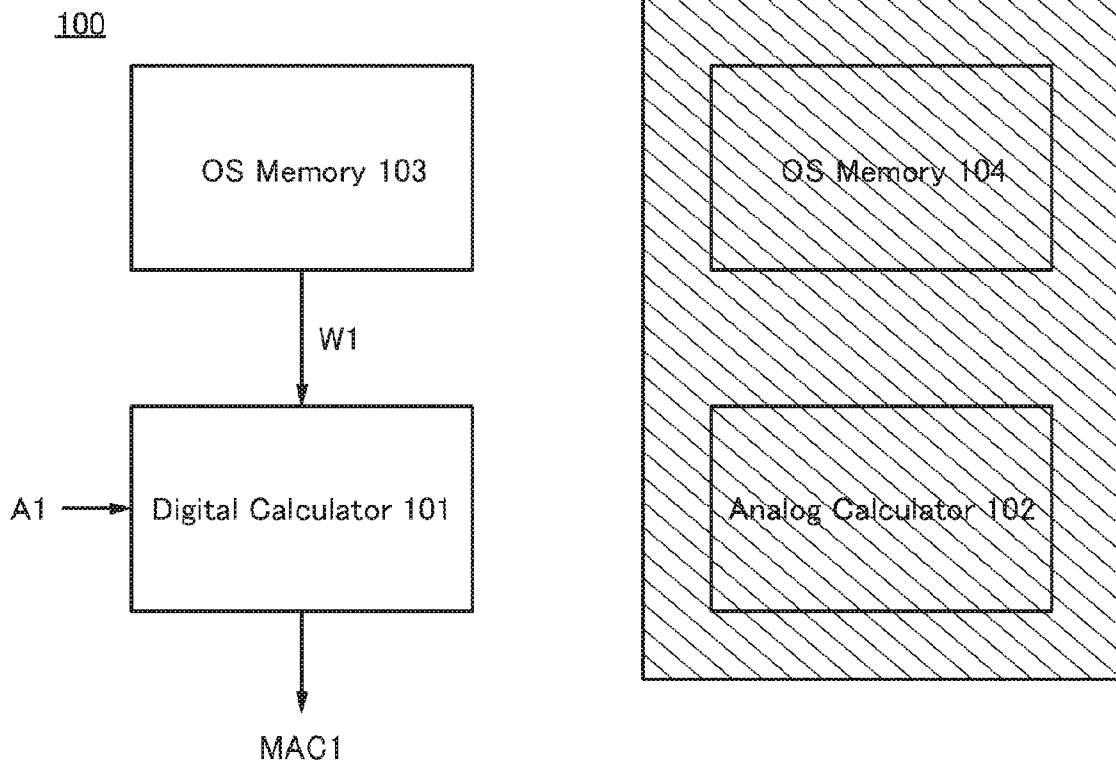 100
OS Memory 103
OS Memory 104
W1
A1
Digital Calculator 101
Analog Calculator 102
MAC1